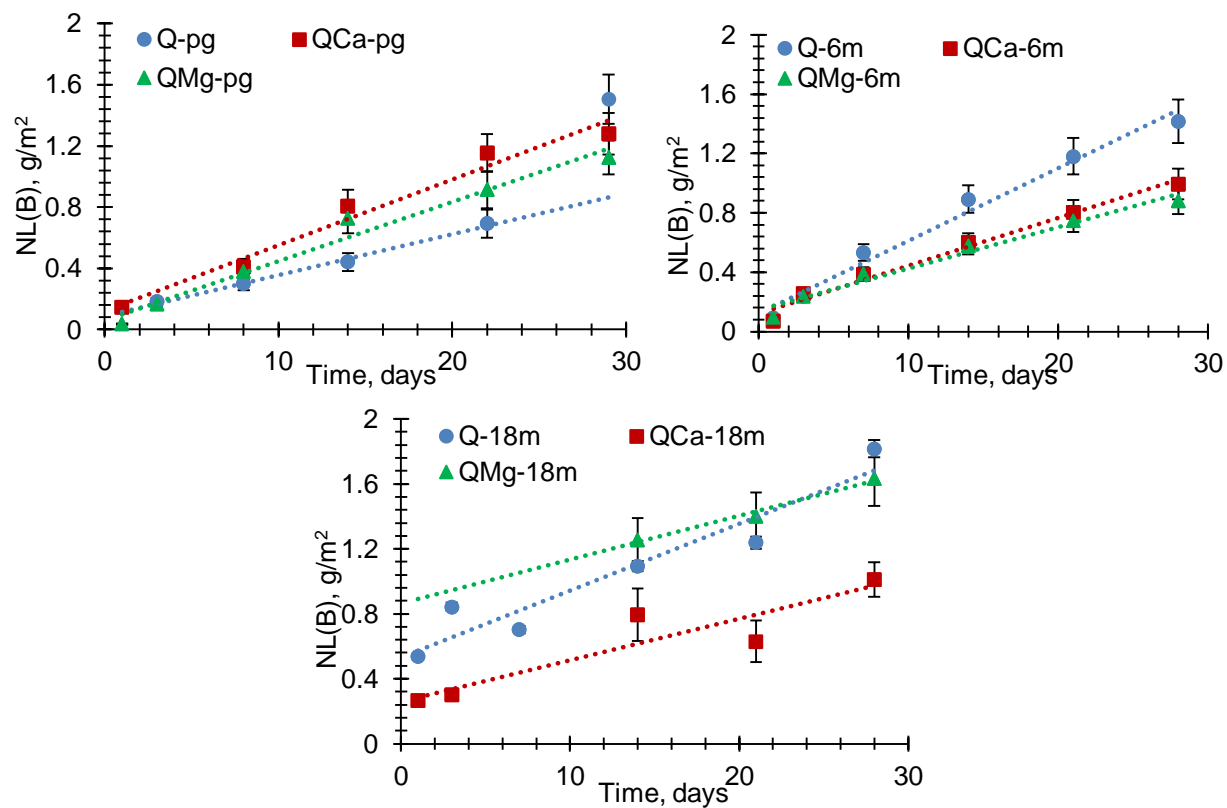 Q-pg QCa-pg
QMg-pg
NL(B), g/m²
2
1.6
1.2
0.8
0.4
0
0 10 20 30
Time, days
Q-6m QCa-6m
QMg-6m
NL(B), g/m²
2
1.6
1.2
0.8
0.4
0
0 10 20 30
Time, days
Q-18m QCa-18m
QMg-18m
NL(B), g/m²
2
1.6
1.2
0.8
0.4
0
0 10 20 30
Time, days